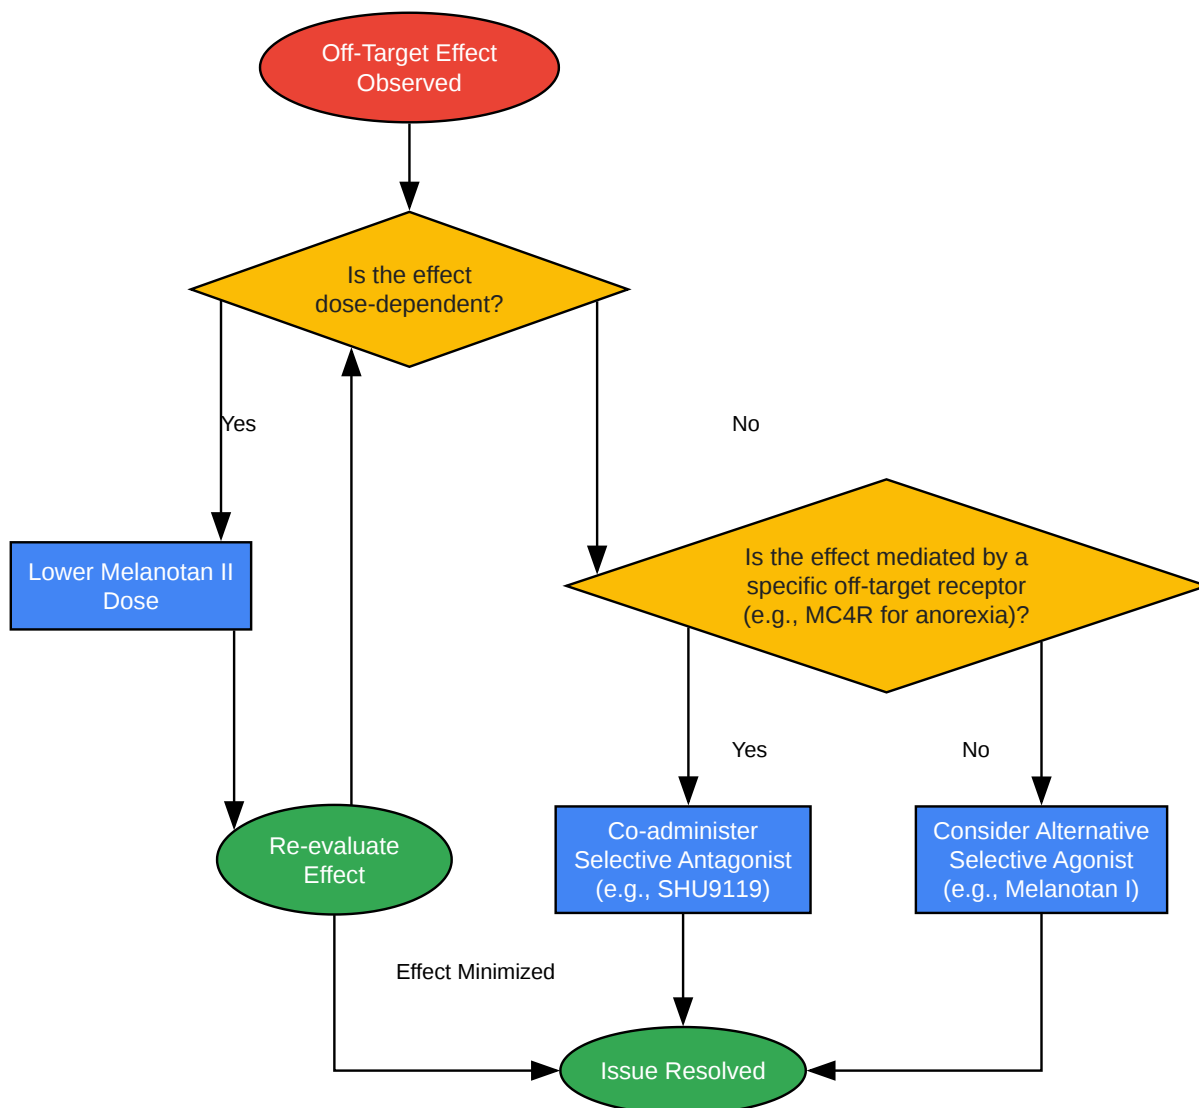 Off-Target Effect
Observed
Is the effect
dose-dependent?
Yes
No
Lower Melanotan II
Dose
Is the effect mediated by a
specific off-target receptor
(e.g., MC4R for anorexia)?
Yes
No
Re-evaluate
Effect
Co-administer
Selective Antagonist
(e.g., SHU9119)
Consider Alternative
Selective Agonist
(e.g., Melanotan I)
Effect Minimized
Issue Resolved